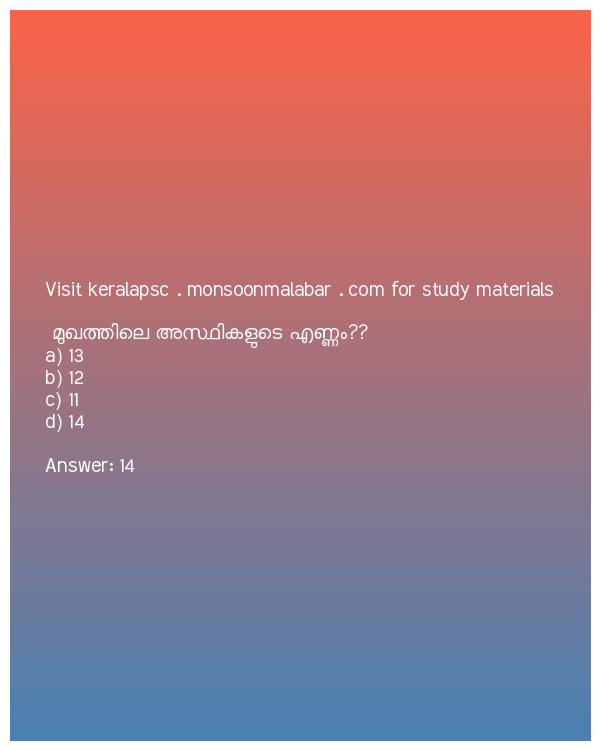 Visit keralapsc . monsoonmalabar . com for study materials
മുഖത്തിലെ അസ്ഥികളുടെ എണ്ണം??
a) 13
b) 12
c) 11
d) 14
Answer: 14